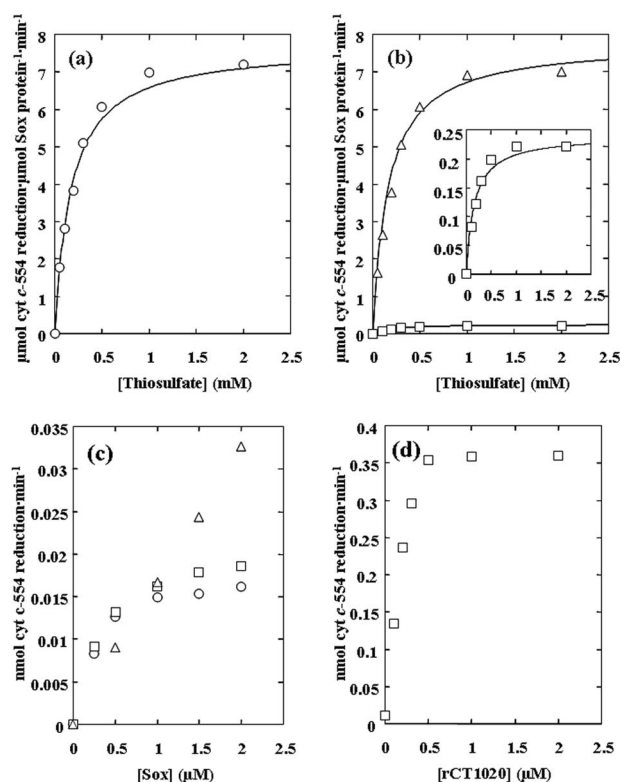 (a)
µmol cyt c-554 reduction·µmol Sox protein⁻¹·min⁻¹
8
7
6
5
4
3
2
1
0
0 0.5 1 1.5 2 2.5
[Thiosulfate] (mM)
(b)
µmol cyt c-554 reduction·µmol Sox protein⁻¹·min⁻¹
8
7
6
5
4
3
2
1
0
0.25
0.2
0.15
0.1
0.05
0
0 0.5 1 1.5 2 2.5
0 0.5 1 1.5 2 2.5
[Thiosulfate] (mM)
(c)
nmol cyt c-554 reduction·min⁻¹
0.035
0.03
0.025
0.02
0.015
0.01
0.005
0
0 0.5 1 1.5 2 2.5
[Sox] (µM)
(d)
nmol cyt c-554 reduction·min⁻¹
0.4
0.35
0.3
0.25
0.2
0.15
0.1
0.05
0
0 0.5 1 1.5 2 2.5
[rCT1020] (µM)